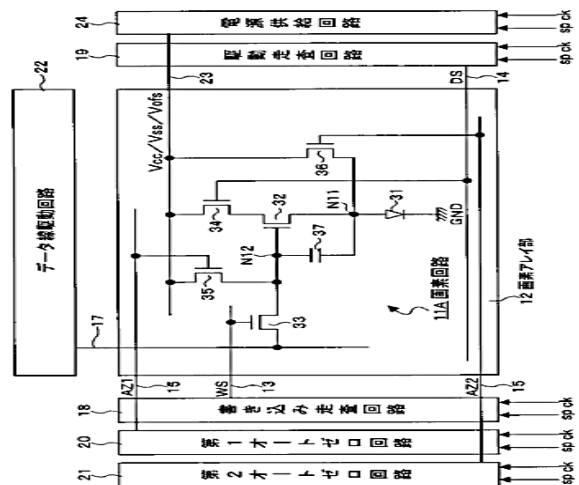 24
電源供給回路
sp
ck
19
駆動走査回路
sp
ck
22
データ線駆動回路
23
DS
14
Vcc/Vss/Vofs
36
34
32
N11
31
GND
N12
37
35
33
11A画素回路
12 画素アレイ部
17
AZ1
15
WS
13
AZ2
15
18
書き込み走査回路
sp
ck
20
第1オートゼロ回路
sp
ck
21
第2オートゼロ回路
sp
ck